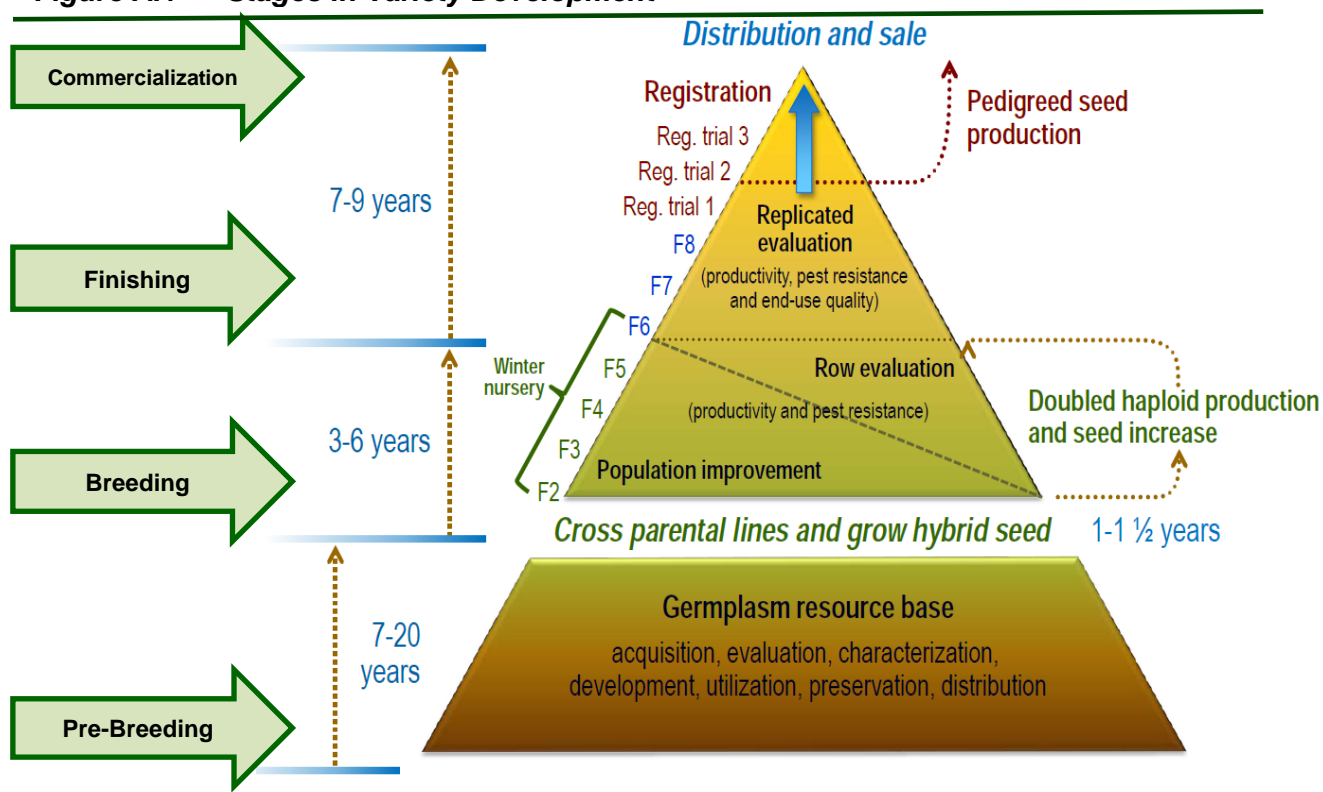 Stages in Variety Development
Distribution and sale
Commercialization
Registration
Pedigreed seed
production
Reg. trial 3
Reg. trial 2
Reg. trial 1
7-9 years
Replicated
evaluation
(productivity, pest resistance
and end-use quality)
F8
F7
F6
Finishing
Winter
nursery
F5
F4
F3
F2
Row evaluation
(productivity and pest resistance)
Population improvement
Doubled haploid production
and seed increase
3-6 years
Breeding
Cross parental lines and grow hybrid seed
1-1 ½ years
Germplasm resource base
acquisition, evaluation, characterization,
development, utilization, preservation, distribution
7-20
years
Pre-Breeding